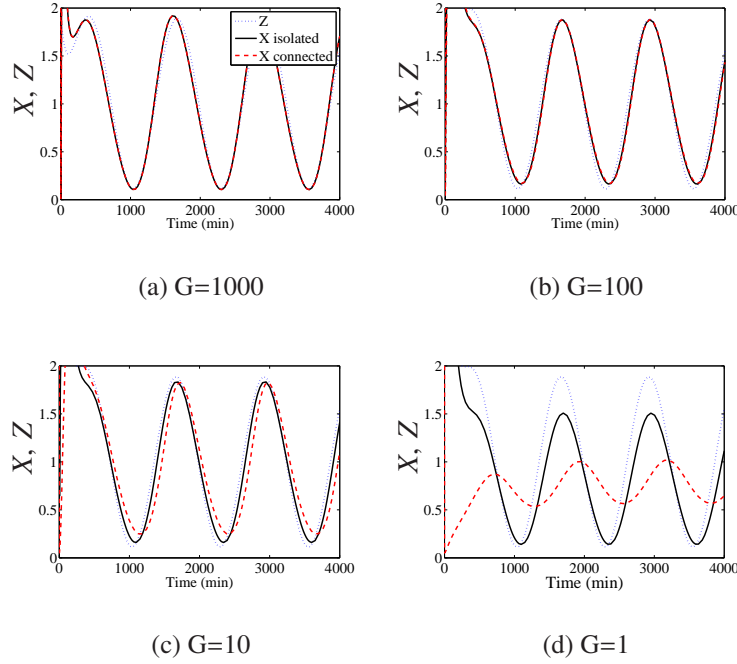 2
1.5
1
0.5
0
X, Z
0
1000
2000
3000
4000
Time (min)
Z
X isolated
X connected
(a) G=1000
2
1.5
1
0.5
0
X, Z
0
1000
2000
3000
4000
Time (min)
(b) G=100
2
1.5
1
0.5
0
X, Z
0
1000
2000
3000
4000
Time (min)
(c) G=10
2
1.5
1
0.5
0
X, Z
0
1000
2000
3000
4000
Time (min)
(d) G=1